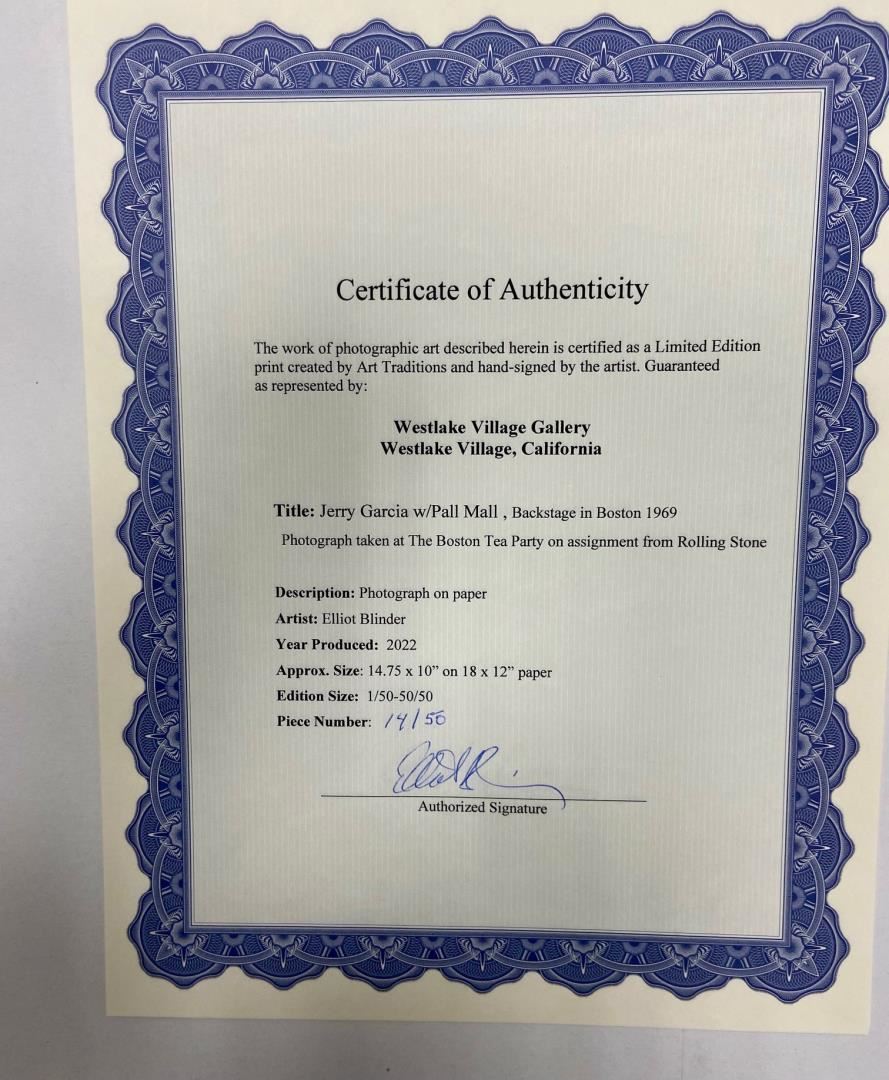 Certificate of Authenticity
The work of photographic art described herein is certified as a Limited Edition
print created by Art Traditions and hand-signed by the artist. Guaranteed
as represented by:
Westlake Village Gallery
Westlake Village, California
Title: Jerry Garcia w/Pall Mall , Backstage in Boston 1969
Photograph taken at The Boston Tea Party on assignment from Rolling Stone
Description: Photograph on paper
Artist: Elliot Blinder
Year Produced: 2022
Approx. Size: 14.75 x 10” on 18 x 12” paper
Edition Size: 1/50-50/50
Piece Number: 14/50
Authorized Signature